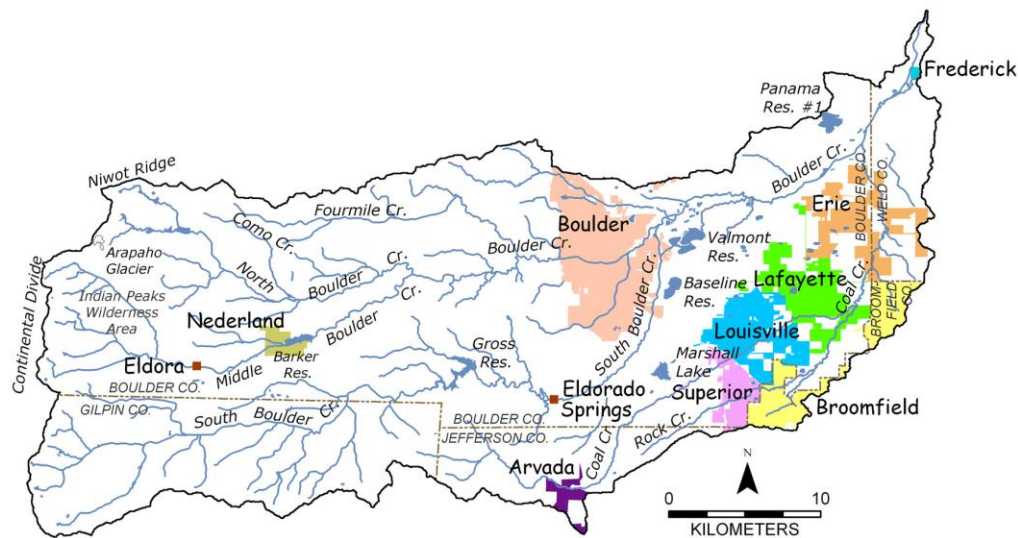 Frederick
Panama
Res. #1
Niwot Ridge
Boulder Cr.
BOULDER CO.
WELD CO.
Fourmile Cr.
Como Cr.
Boulder
Erie
Arapaho
Glacier
North
Boulder
Cr.
Boulder Cr.
Valmont
Res.
Lafayette
Coal Cr.
Continental Divide
Indian Peaks
Wilderness
Area
Nederland
Boulder
Cr.
South Boulder Cr.
Baseline
Res.
BROOM-
FIELD
CO.
Louisville
Barker
Res.
Gross
Res.
Marshall
Lake
Eldora
Middle
Superior
Eldorado
Springs
Broomfield
BOULDER CO.
GILPIN CO.
South
Boulder
Cr.
BOULDER CO.
JEFFERSON CO.
Coal Cr.
Rock Cr.
Arvada
N
0
10
KILOMETERS